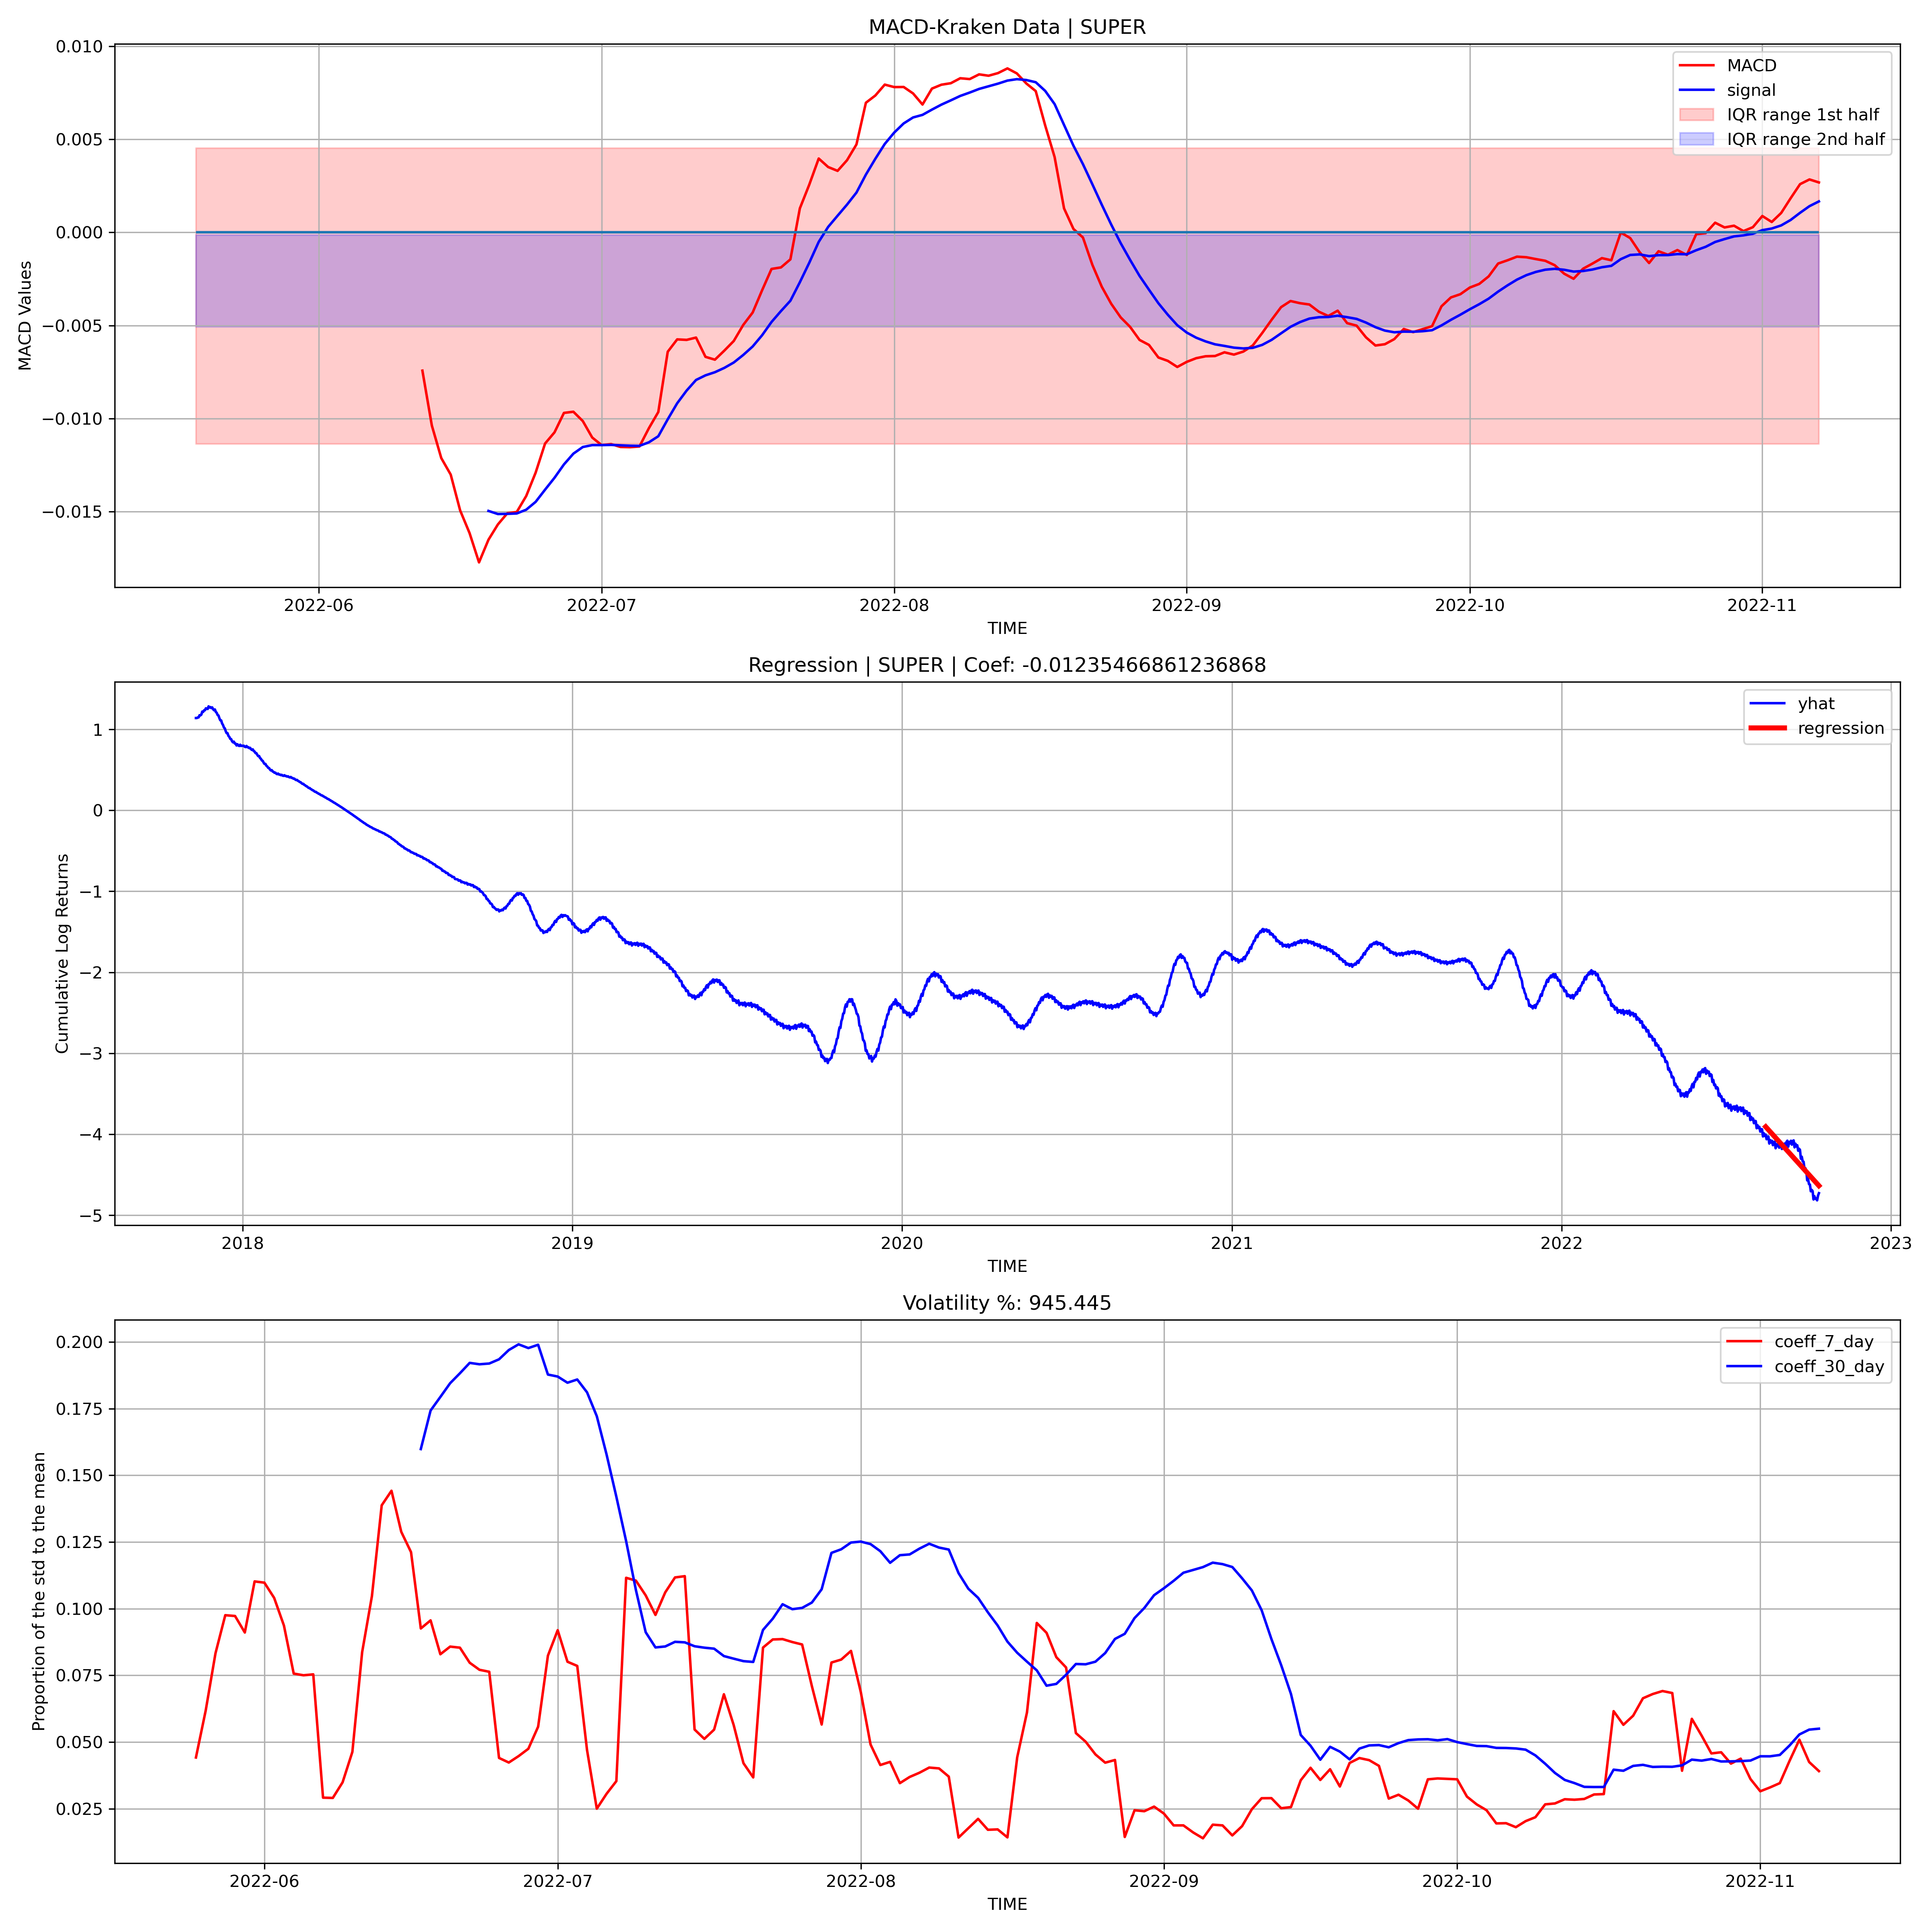 MACD-Kraken Data | SUPER
MACD Values
0.010
0.005
0.000
−0.005
−0.010
−0.015
MACD
signal
IQR range 1st half
IQR range 2nd half
2022-06 2022-07 2022-08 2022-09 2022-10 2022-11
TIME
Regression | SUPER | Coef: -0.01235466861236868
Cumulative Log Returns
1
0
−1
−2
−3
−4
−5
yhat
regression
2018 2019 2020 2021 2022 2023
TIME
Volatility %: 945.445
Proportion of the std to the mean
0.200
0.175
0.150
0.125
0.100
0.075
0.050
0.025
coeff_7_day
coeff_30_day
2022-06 2022-07 2022-08 2022-09 2022-10 2022-11
TIME